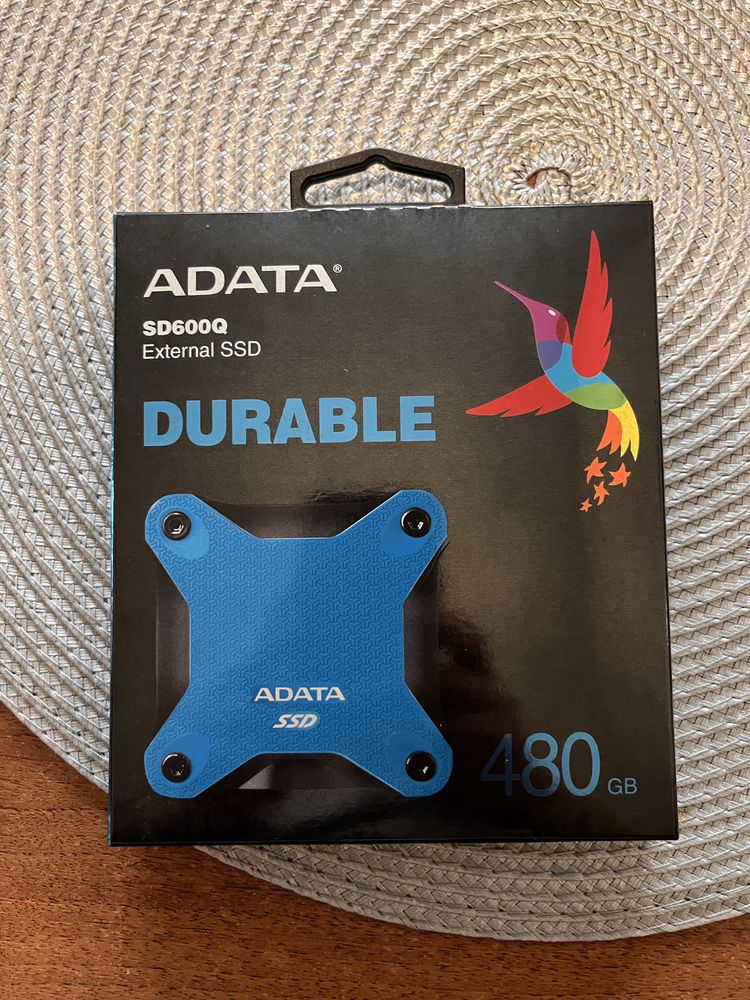 ADATA®
SD600Q
External SSD
DURABLE
ADATA
SSD
480 GB